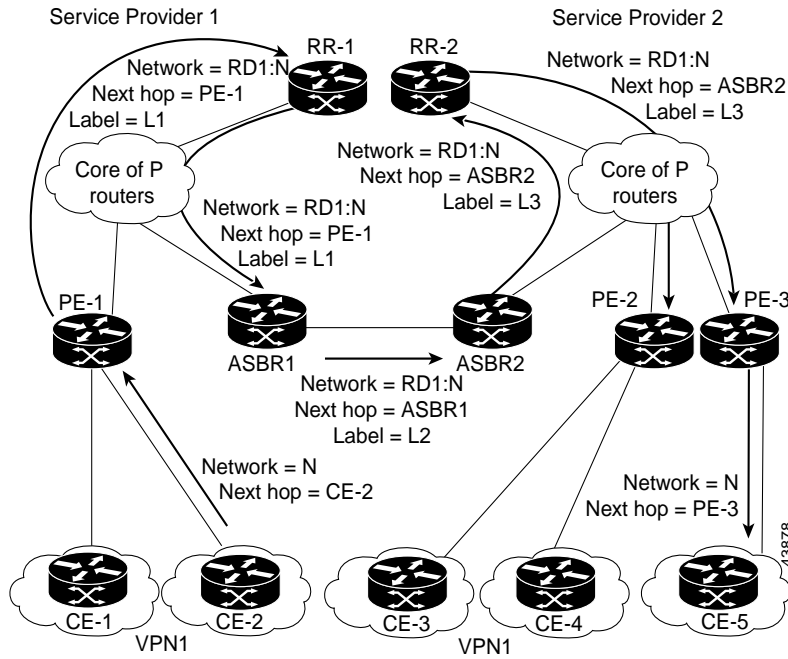 Service Provider 1
Service Provider 2
RR-1
RR-2
Network = RD1:N
Next hop = PE-1
Label = L1
Network = RD1:N
Next hop = ASBR2
Label = L3
Core of P
routers
Network = RD1:N
Next hop = ASBR2
Label = L3
Core of P
routers
Network = RD1:N
Next hop = PE-1
Label = L1
PE-1
PE-2
PE-3
ASBR1
ASBR2
Network = RD1:N
Next hop = ASBR1
Label = L2
Network = N
Next hop = CE-2
Network = N
Next hop = PE-3
43878
CE-1
CE-2
CE-3
CE-4
CE-5
VPN1
VPN1